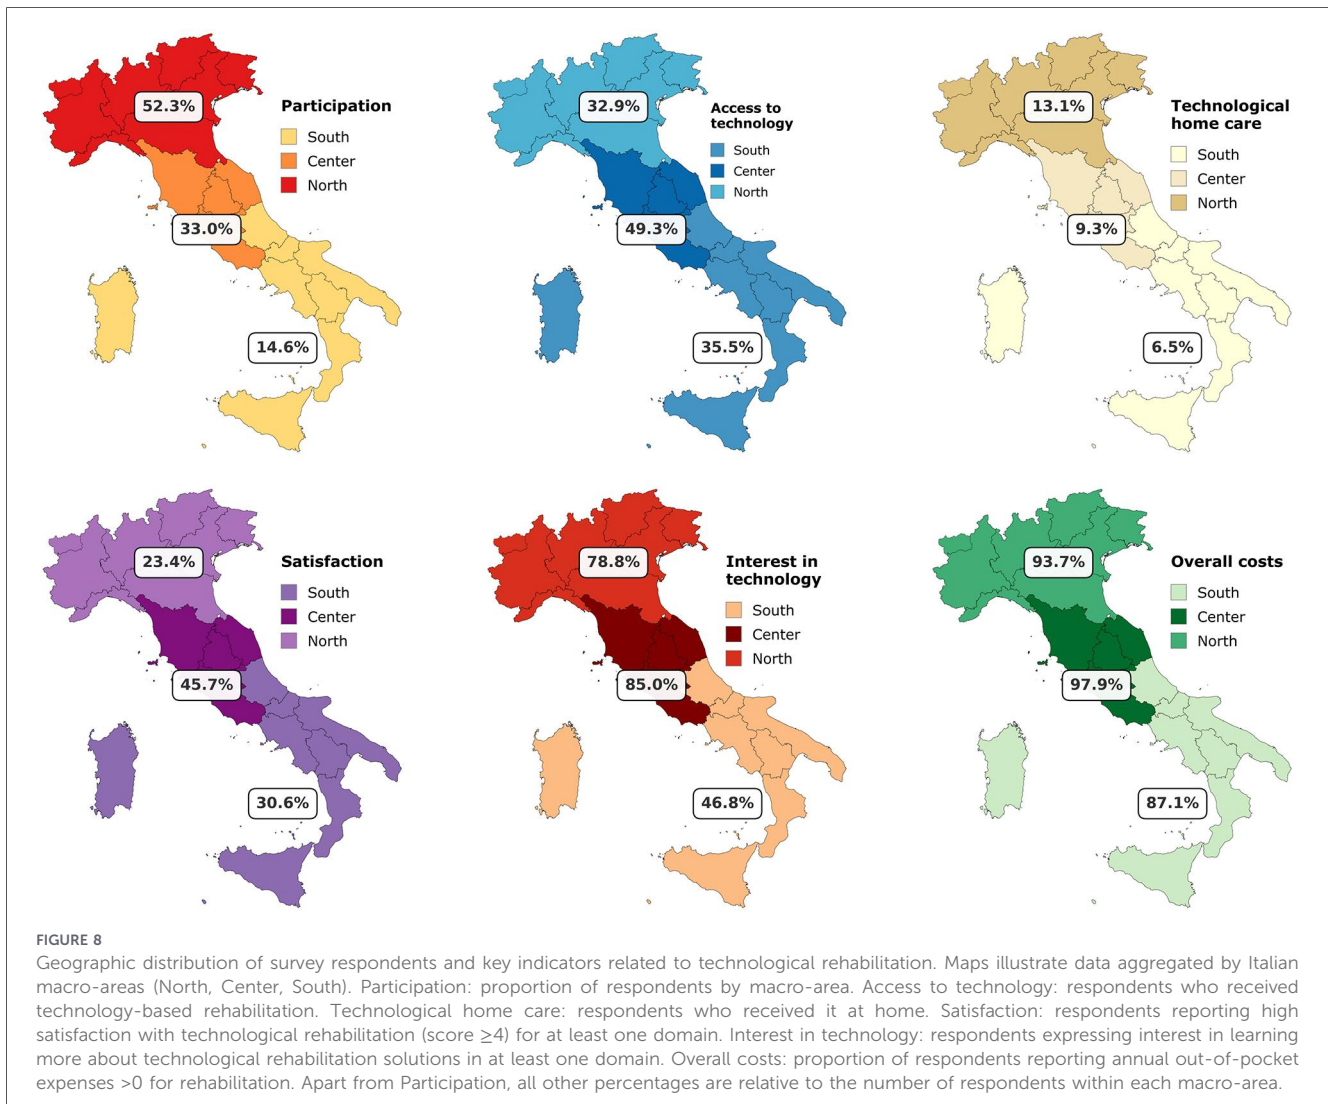 52.3%
33.0%
14.6%
Participation
South
Center
North
32.9%
49.3%
35.5%
Access to
technology
South
Center
North
13.1%
9.3%
6.5%
Technological
home care
South
Center
North
23.4%
45.7%
30.6%
Satisfaction
South
Center
North
78.8%
85.0%
46.8%
Interest in
technology
South
Center
North
93.7%
97.9%
87.1%
Overall costs
South
Center
North
FIGURE 8
Geographic distribution of survey respondents and key indicators related to technological rehabilitation. Maps illustrate data aggregated by Italian
macro-areas (North, Center, South). Participation: proportion of respondents by macro-area. Access to technology: respondents who received
technology-based rehabilitation. Technological home care: respondents who received it at home. Satisfaction: respondents reporting high
satisfaction with technological rehabilitation (score ≥4) for at least one domain. Interest in technology: respondents expressing interest in learning
more about technological rehabilitation solutions in at least one domain. Overall costs: proportion of respondents reporting annual out-of-pocket
expenses >0 for rehabilitation. Apart from Participation, all other percentages are relative to the number of respondents within each macro-area.